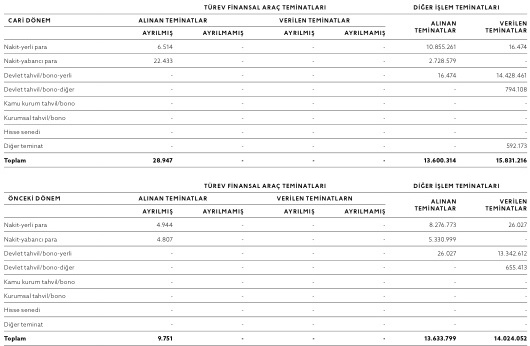 TÜREV FİNANSAL ARAÇ TEMİNATLARI DİĞER İŞLEM TEMİNATLARI
CARİ DÖNEM ALINAN TEMİNATLAR VERİLEN TEMİNATLAR ALINAN TEMİNATLAR VERİLEN TEMİNATLAR
AYRILMIŞ AYRILMAMIŞ AYRILMIŞ AYRILMAMIŞ
Nakit-yerli para 6.514 - - - 10.855.261 16.474
Nakit-yabancı para 22.433 - - - 2.728.579 -
Devlet tahvil/bono-yerli - - - - 16.474 14.428.461
Devlet tahvil/bono-diğer - - - - - 794.108
Kamu kurum tahvil/bono - - - - - -
Kurumsal tahvil/bono - - - - - -
Hisse senedi - - - - - -
Diğer teminat - - - - - 592.173
Toplam 28.947 - - - 13.600.314 15.831.216
TÜREV FİNANSAL ARAÇ TEMİNATLARI DİĞER İŞLEM TEMİNATLARI
ÖNCEKİ DÖNEM ALINAN TEMİNATLAR VERİLEN TEMİNATLARN ALINAN TEMİNATLAR VERİLEN TEMİNATLAR
AYRILMIŞ AYRILMAMIŞ AYRILMIŞ AYRILMAMIŞ
Nakit-yerli para 4.944 - - - 8.276.773 26.027
Nakit-yabancı para 4.807 - - - 5.330.999 -
Devlet tahvil/bono-yerli - - - - 26.027 13.342.612
Devlet tahvil/bono-diğer - - - - - 655.413
Kamu kurum tahvil/bono - - - - - -
Kurumsal tahvil/bono - - - - - -
Hisse senedi - - - - - -
Diğer teminat - - - - - -
Toplam 9.751 - - - 13.633.799 14.024.052